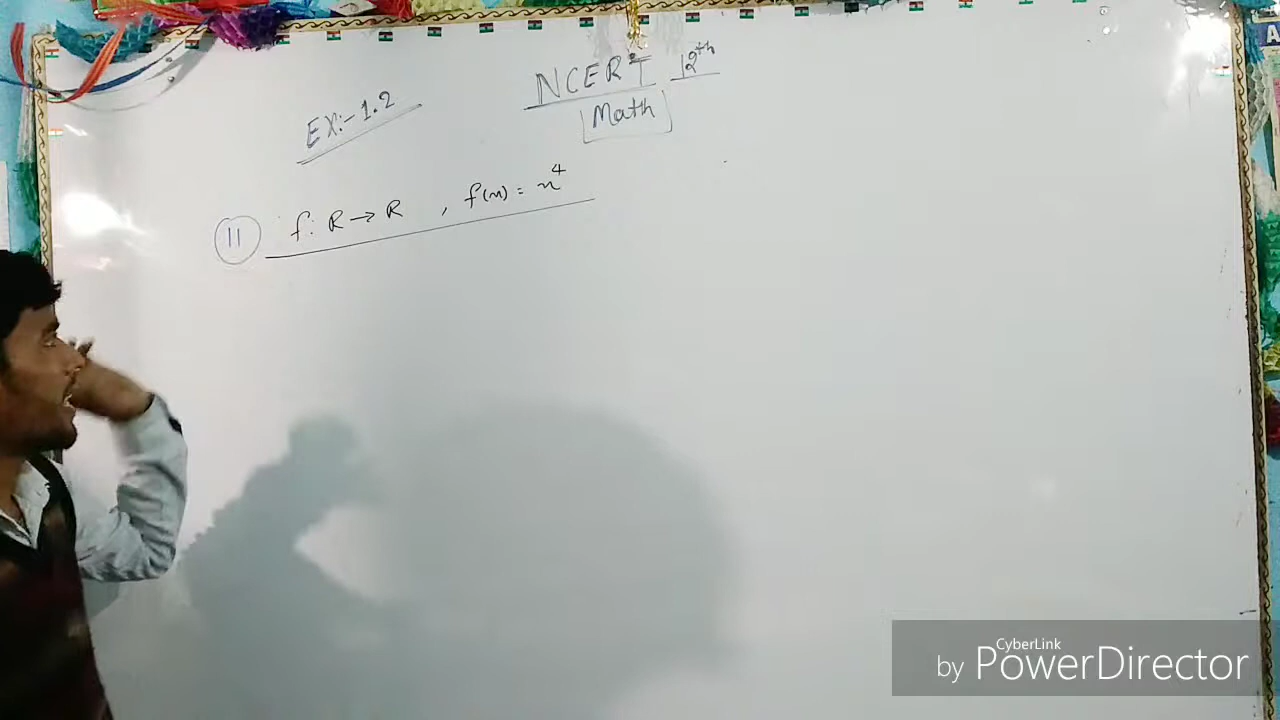 NCERT 12th
Math
EX:- 1.2
11 f: R → R , f(x) = x⁴
CyberLink
by PowerDirector